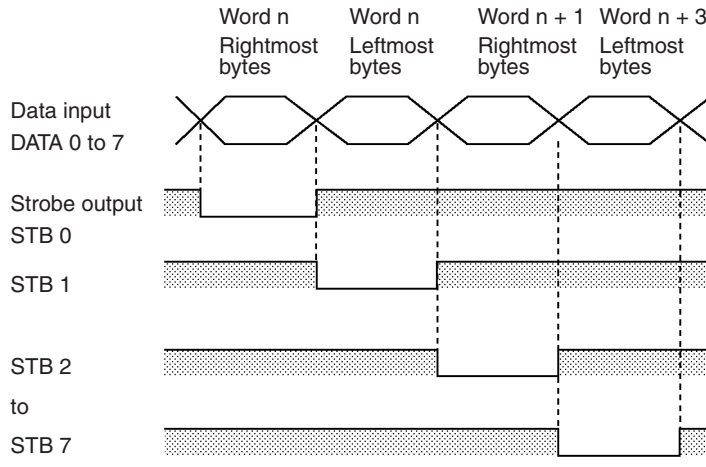 Word n Word n Word n + 1 Word n + 3
Rightmost Leftmost Rightmost Leftmost
bytes bytes bytes bytes
Data input
DATA 0 to 7
Strobe output
STB 0
STB 1
STB 2
to
STB 7